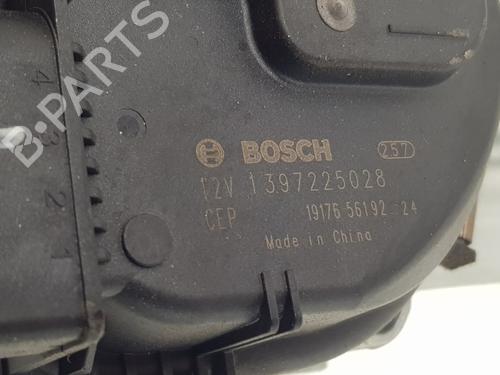 B-PARTS
4
3
2
1
BOSCH 257
12V 1397225028
CEP 19176 56192 24
Made in China